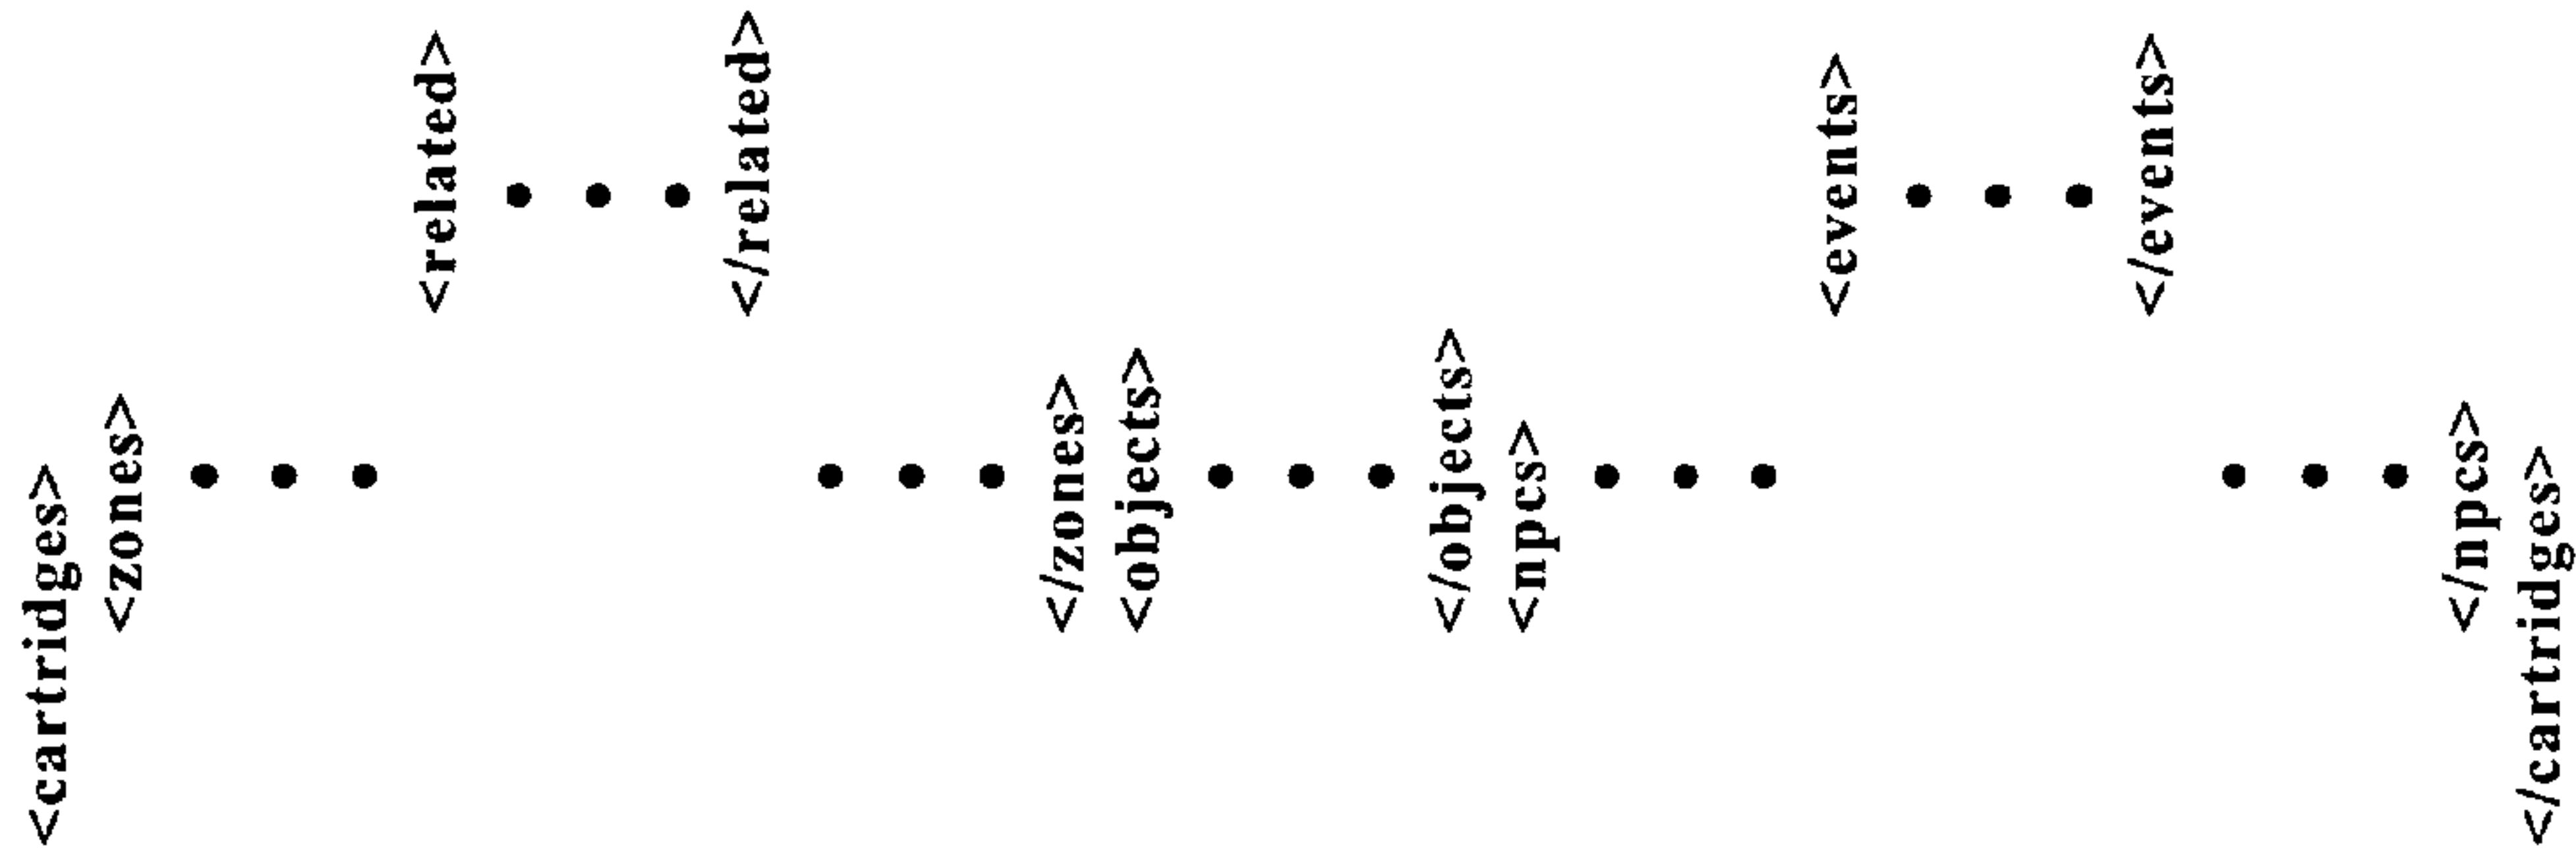 <cartridges>
<zones>
•
•
•
<related>
•
•
•
</related>
•
•
•
</zones>
<objects>
•
•
•
</objects>
<npcs>
•
•
•
<events>
•
•
•
</events>
•
•
•
</npcs>
</cartridges>